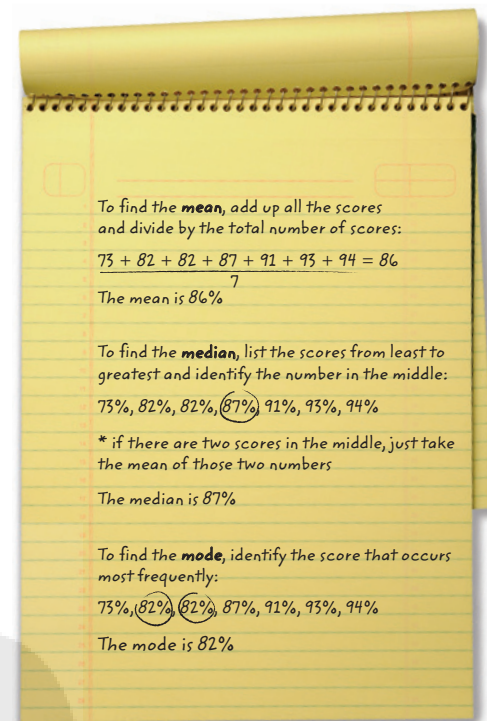 To find the mean, add up all the scores
and divide by the total number of scores:
73 + 82 + 82 + 87 + 91 + 93 + 94 = 86
7
The mean is 86%
To find the median, list the scores from least to
greatest and identify the number in the middle:
73%, 82%, 82%, 87%, 91%, 93%, 94%
* if there are two scores in the middle, just take
the mean of those two numbers
The median is 87%
To find the mode, identify the score that occurs
most frequently:
73%, 82%, 82%, 87%, 91%, 93%, 94%
The mode is 82%